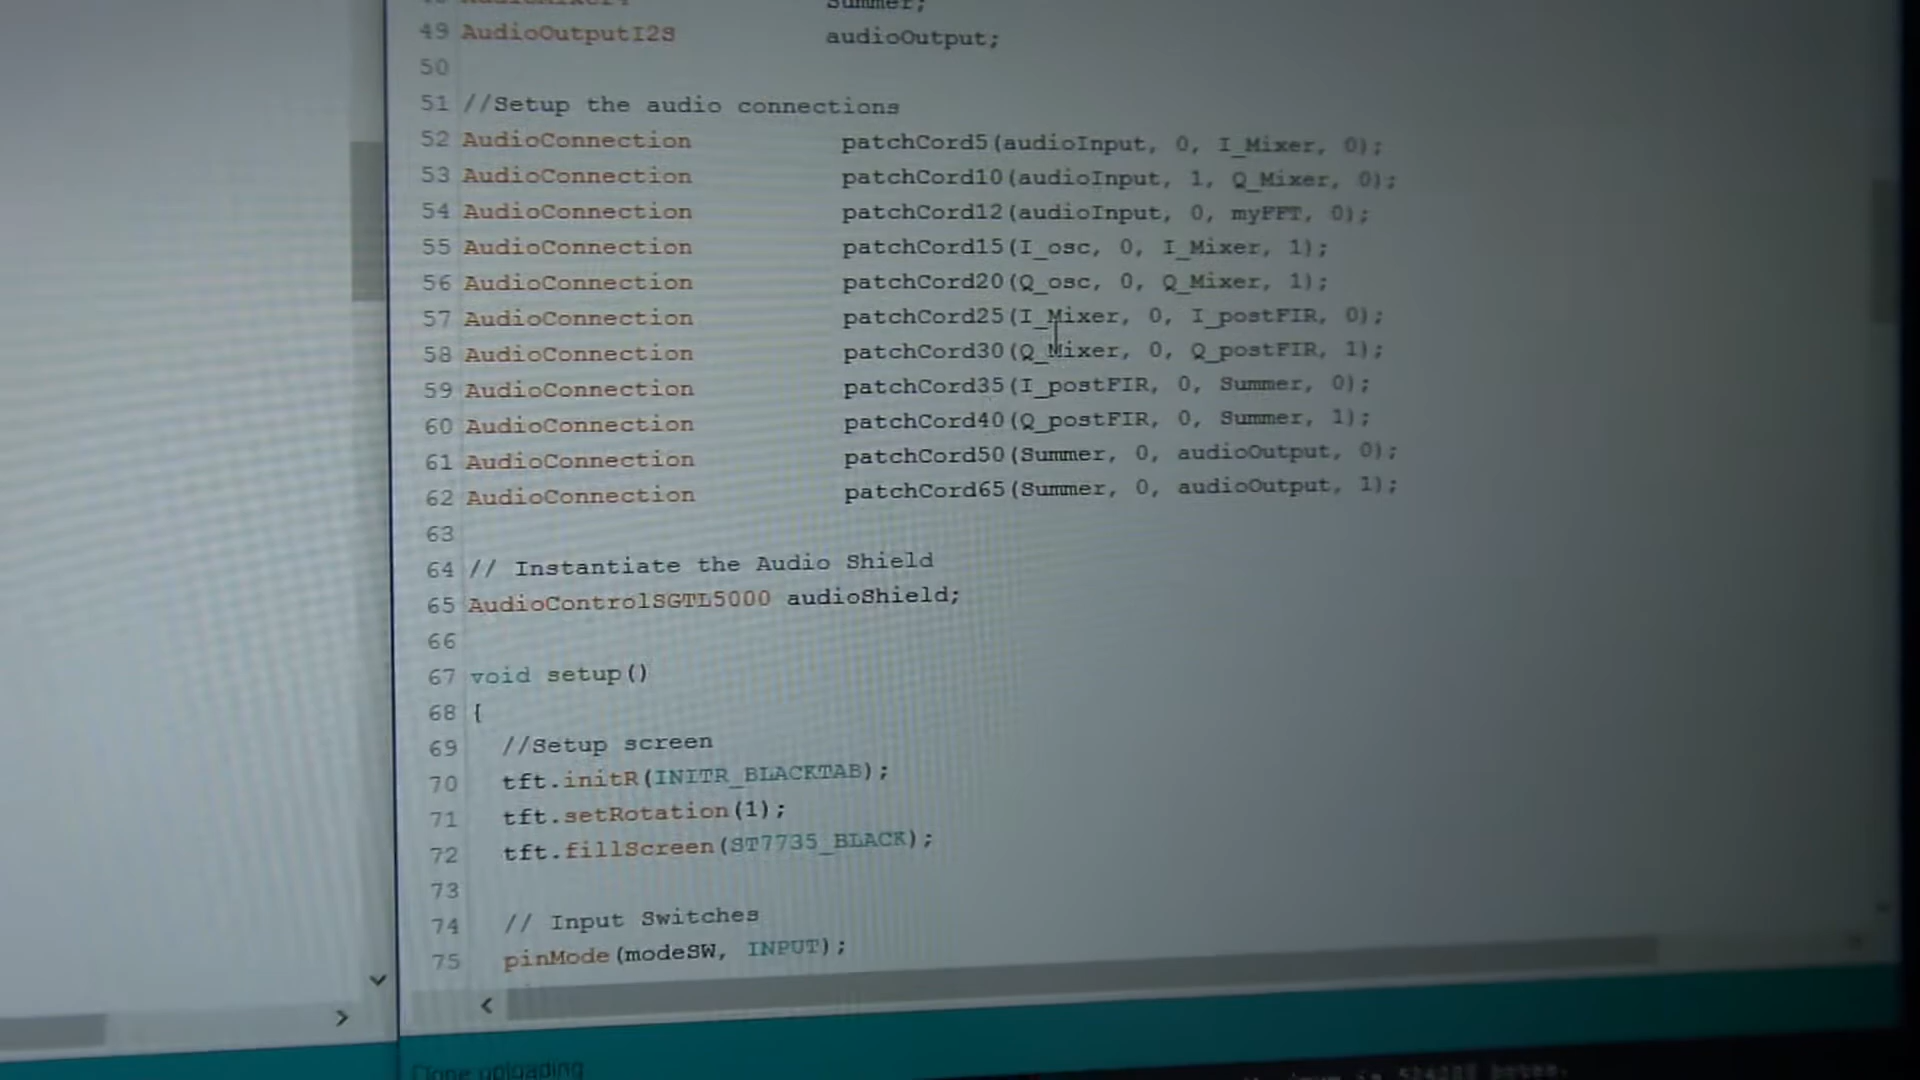 Summer;
49 AudioOutputI2S audioOutput;
50
51 //Setup the audio connections
52 AudioConnection patchCord5(audioInput, 0, I_Mixer, 0);
53 AudioConnection patchCord10(audioInput, 1, Q_Mixer, 0);
54 AudioConnection patchCord12(audioInput, 0, myFFT, 0);
55 AudioConnection patchCord15(I_osc, 0, I_Mixer, 1);
56 AudioConnection patchCord20(Q_osc, 0, Q_Mixer, 1);
57 AudioConnection patchCord25(I_Mixer, 0, I_postFIR, 0);
58 AudioConnection patchCord30(Q_Mixer, 0, Q_postFIR, 1);
59 AudioConnection patchCord35(I_postFIR, 0, Summer, 0);
60 AudioConnection patchCord40(Q_postFIR, 0, Summer, 1);
61 AudioConnection patchCord50(Summer, 0, audioOutput, 0);
62 AudioConnection patchCord65(Summer, 0, audioOutput, 1);
63
64 // Instantiate the Audio Shield
65 AudioControlSGTL5000 audioShield;
66
67 void setup()
68 {
69 //Setup screen
70 tft.initR(INITR_BLACKTAB);
71 tft.setRotation(1);
72 tft.fillScreen(ST7735_BLACK);
73
74 // Input Switches
75 pinMode(modeSW, INPUT);
uploading
bytes.